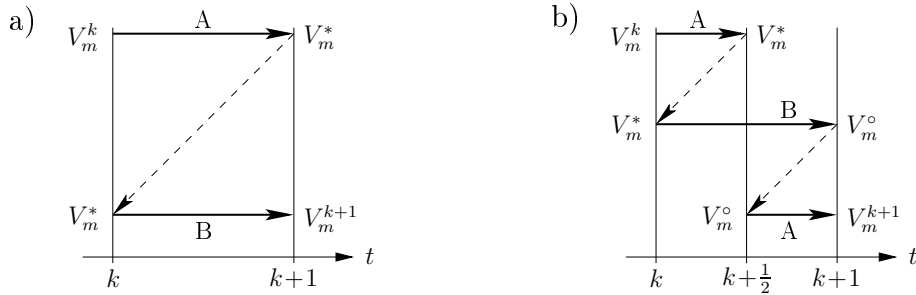 a)
V_m^k A V_m^*
V_m^* B V_m^{k+1}
t
k k+1
b)
V_m^k A V_m^*
V_m^* B V_m^∘
V_m^∘ A V_m^{k+1}
t
k k+½ k+1